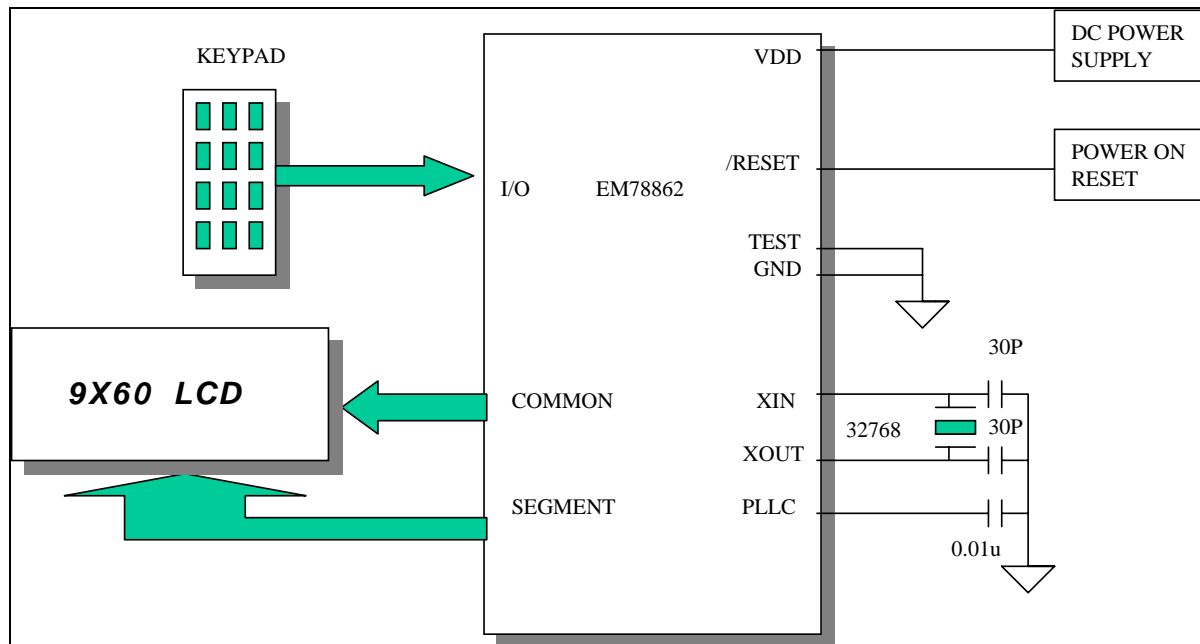 KEYPAD
VDD
DC POWER
SUPPLY
/RESET
POWER ON
RESET
I/O
EM78862
TEST
GND
9X60 LCD
COMMON
XIN
30P
32768
30P
XOUT
SEGMENT
PLLC
0.01u